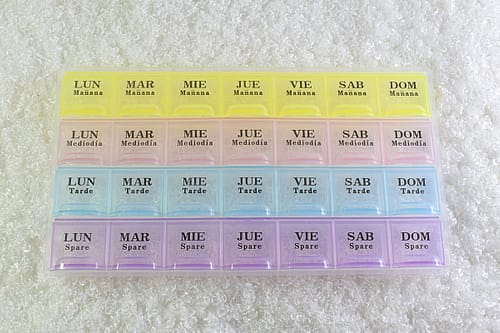 LUN MAR MIE JUE VIE SAB DOM
Mañana Mañana Mañana Mañana Mañana Mañana Mañana
LUN MAR MIE JUE VIE SAB DOM
Mediodía Mediodía Mediodía Mediodía Mediodía Mediodía Mediodía
LUN MAR MIE JUE VIE SAB DOM
Tarde Tarde Tarde Tarde Tarde Tarde Tarde
LUN MAR MIE JUE VIE SAB DOM
Spare Spare Spare Spare Spare Spare Spare